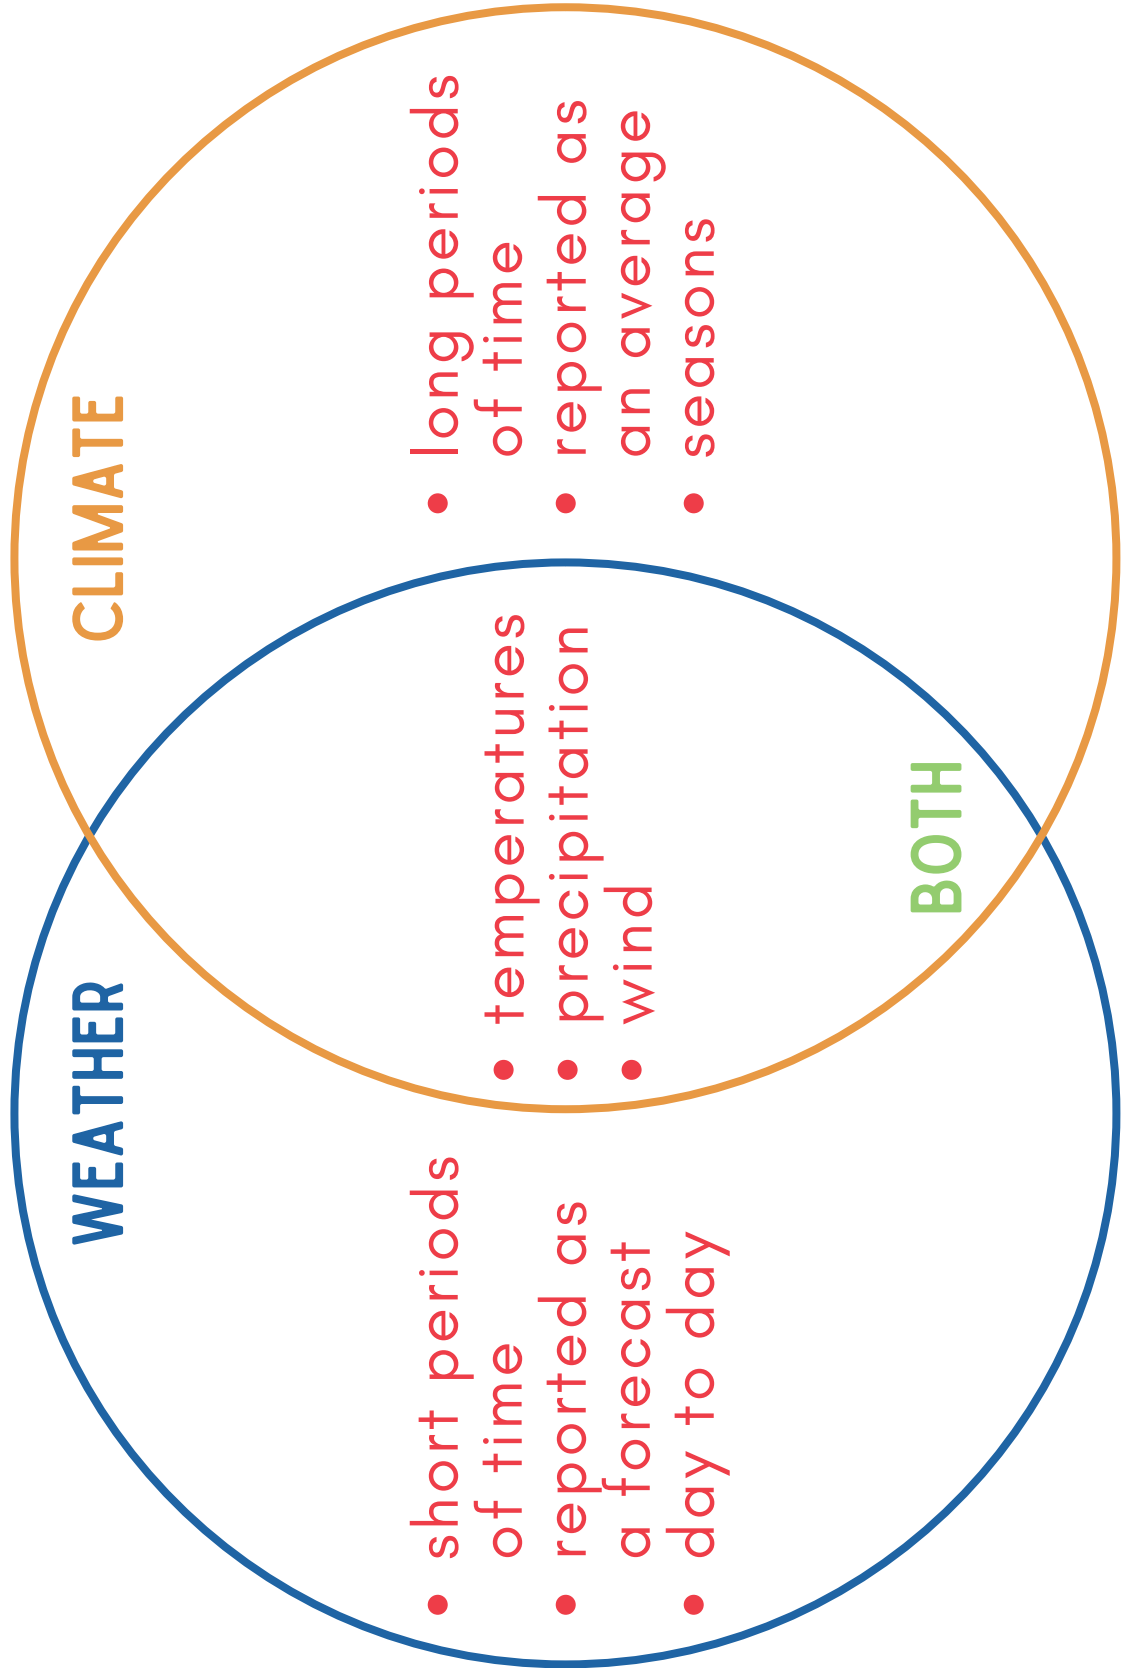 WEATHER
CLIMATE
• short periods
of time
• reported as
a forecast
• day to day
• temperatures
• precipitation
• wind
• long periods
of time
• reported as
an average
• seasons
BOTH